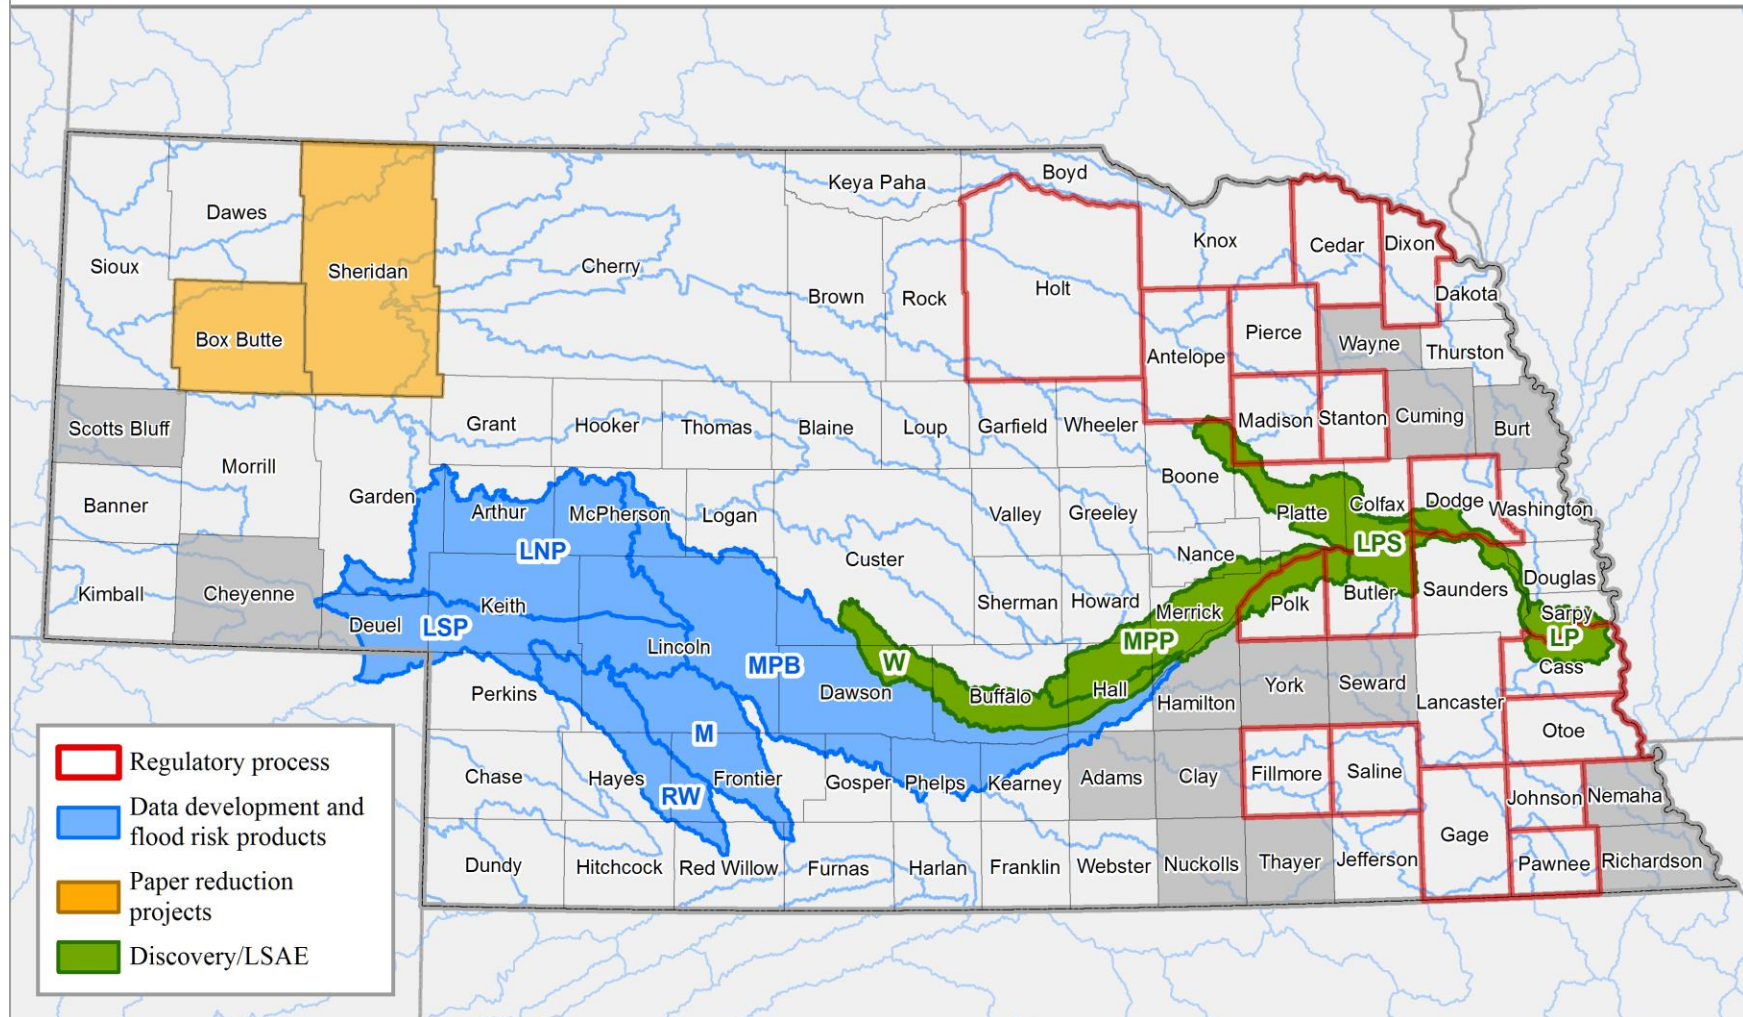 Boyd
Keya Paha
Dawes
Knox
Cedar
Dixon
Sioux
Sheridan
Cherry
Holt
Brown
Rock
Dakota
Box Butte
Pierce
Wayne
Antelope
Thurston
Scotts Bluff
Grant
Hooker
Thomas
Blaine
Loup
Garfield
Wheeler
Madison
Stanton
Cuming
Burt
Morrill
Boone
Banner
Garden
Arthur
McPherson
Logan
Valley
Greeley
Platte
Colfax
Dodge
Washington
LNP
Custer
Nance
LPS
Kimball
Cheyenne
Keith
Sherman
Howard
Merrick
Polk
Butler
Saunders
Douglas
Deuel
LSP
Lincoln
MPB
W
MPP
Sarpy
LP
Cass
Perkins
Dawson
Buffalo
Hall
Hamilton
York
Seward
Lancaster
M
Otoe
Chase
Hayes
RW
Frontier
Gosper
Phelps
Kearney
Adams
Clay
Fillmore
Saline
Johnson
Nemaha
Gage
Dundy
Hitchcock
Red Willow
Furnas
Harlan
Franklin
Webster
Nuckolls
Thayer
Jefferson
Pawnee
Richardson
Regulatory process
Data development and
flood risk products
Paper reduction
projects
Discovery/LSAE